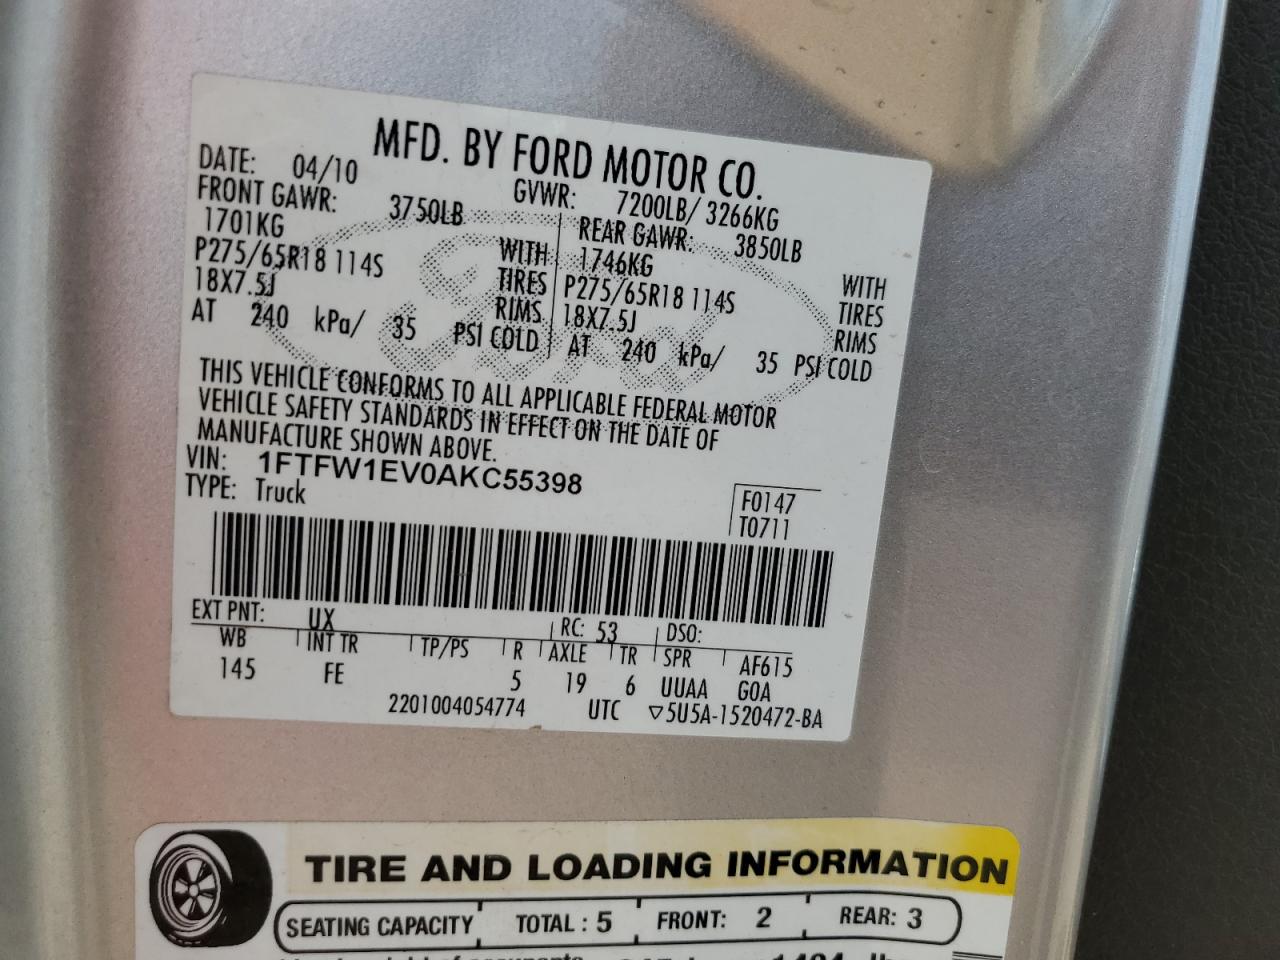 MFD. BY FORD MOTOR CO.
DATE: 04/10 GVWR: 7200LB/ 3266KG
FRONT GAWR: 3750LB REAR GAWR: 3850LB
1701KG WITH 1746KG WITH
P275/65R18 114S TIRES P275/65R18 114S TIRES
18X7.5J RIMS 18X7.5J RIMS
AT 240 kPa/ 35 PSI COLD AT 240 kPa/ 35 PSI COLD
THIS VEHICLE CONFORMS TO ALL APPLICABLE FEDERAL MOTOR
VEHICLE SAFETY STANDARDS IN EFFECT ON THE DATE OF
MANUFACTURE SHOWN ABOVE.
VIN: 1FTFW1EV0AKC55398
TYPE: Truck
F0147
T0711
EXT PNT: UX RC: 53 DSO:
WB INT TR TP/PS R AXLE TR SPR AF615
145 FE 5 19 6 UUAA GOA
2201004054774 UTC ▽5U5A-1520472-BA
TIRE AND LOADING INFORMATION
SEATING CAPACITY TOTAL : 5 FRONT: 2 REAR: 3